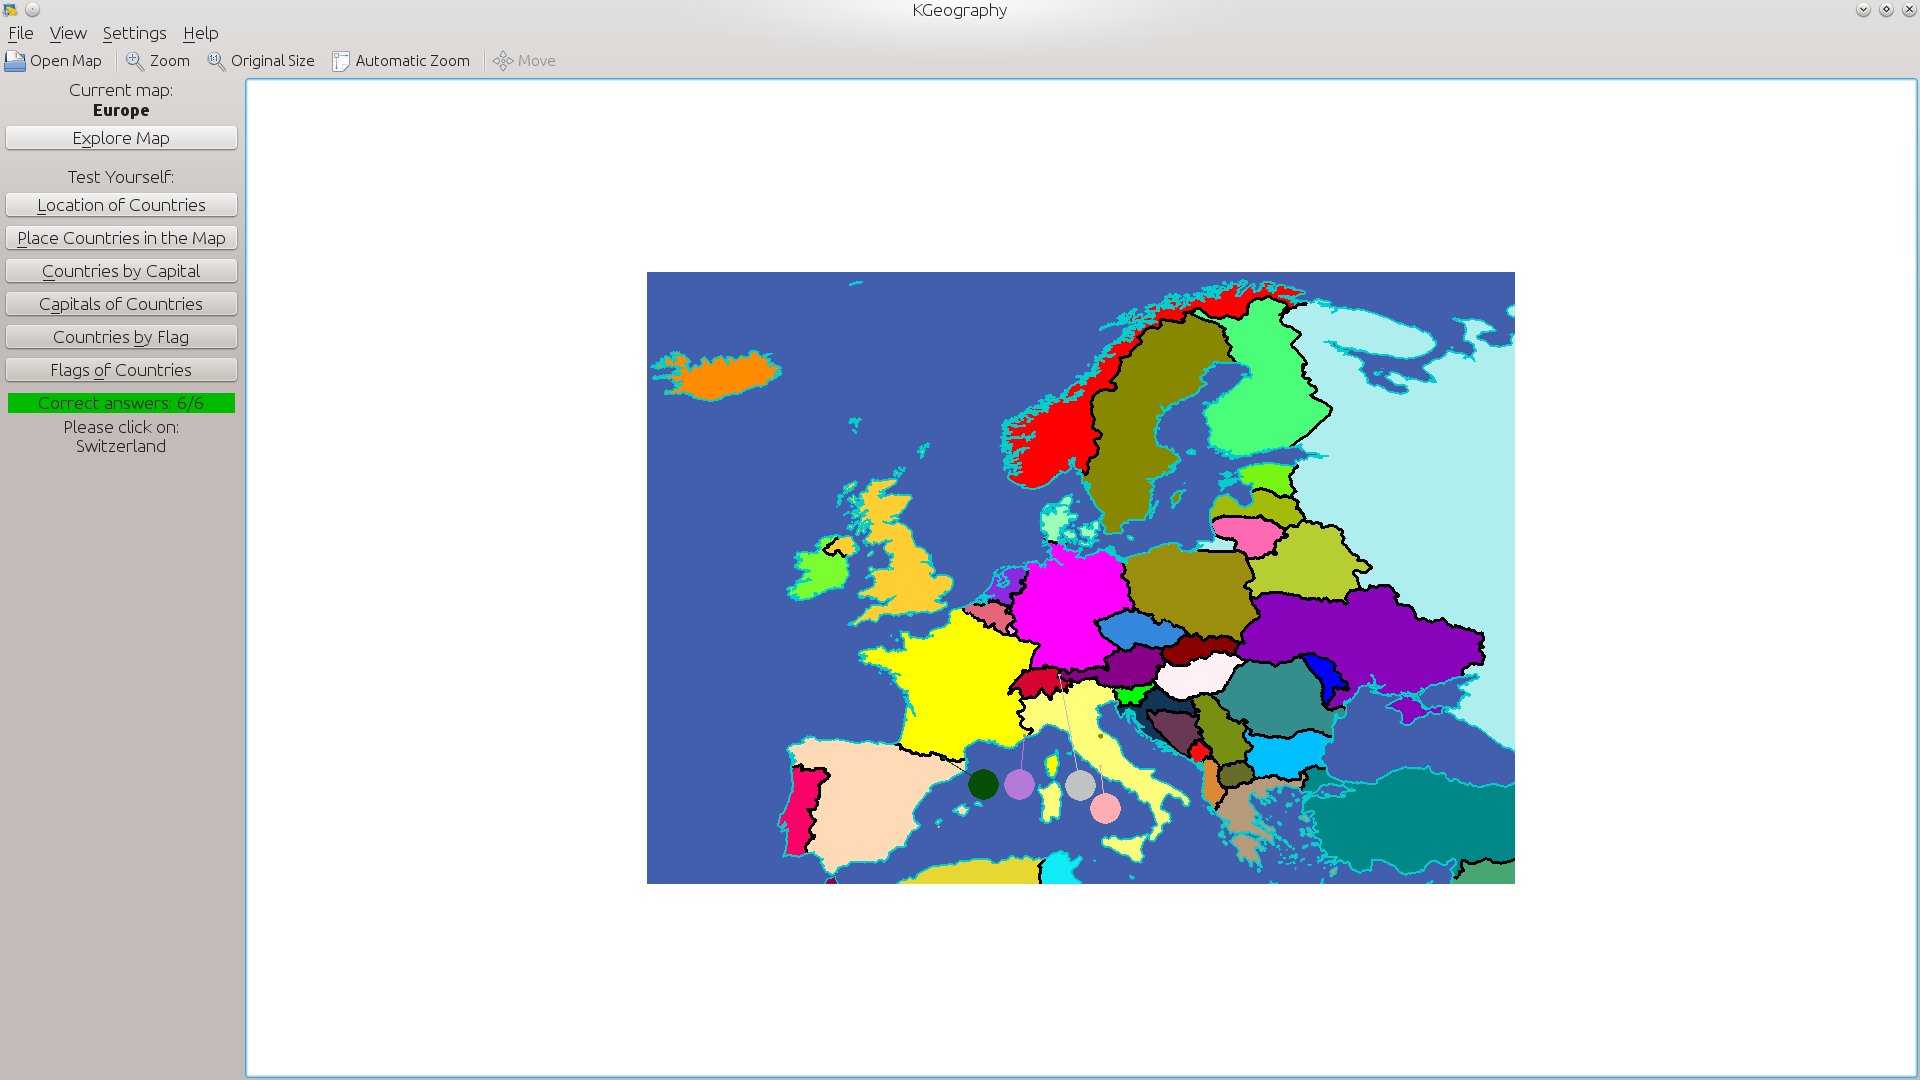 KGeography
File View Settings Help
Open Map Zoom Original Size Automatic Zoom Move
Current map:
Europe
Explore Map
Test Yourself:
Location of Countries
Place Countries in the Map
Countries by Capital
Capitals of Countries
Countries by Flag
Flags of Countries
Correct answers: 6/6
Please click on:
Switzerland